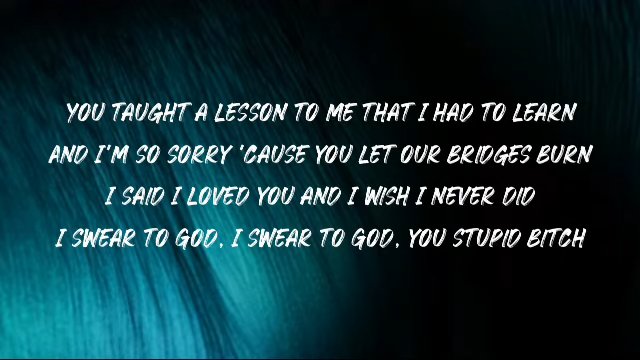 YOU TAUGHT A LESSON TO ME THAT I HAD TO LEARN
AND I'M SO SORRY 'CAUSE YOU LET OUR BRIDGES BURN
I SAID I LOVED YOU AND I WISH I NEVER DID
I SWEAR TO GOD, I SWEAR TO GOD, YOU STUPID BITCH